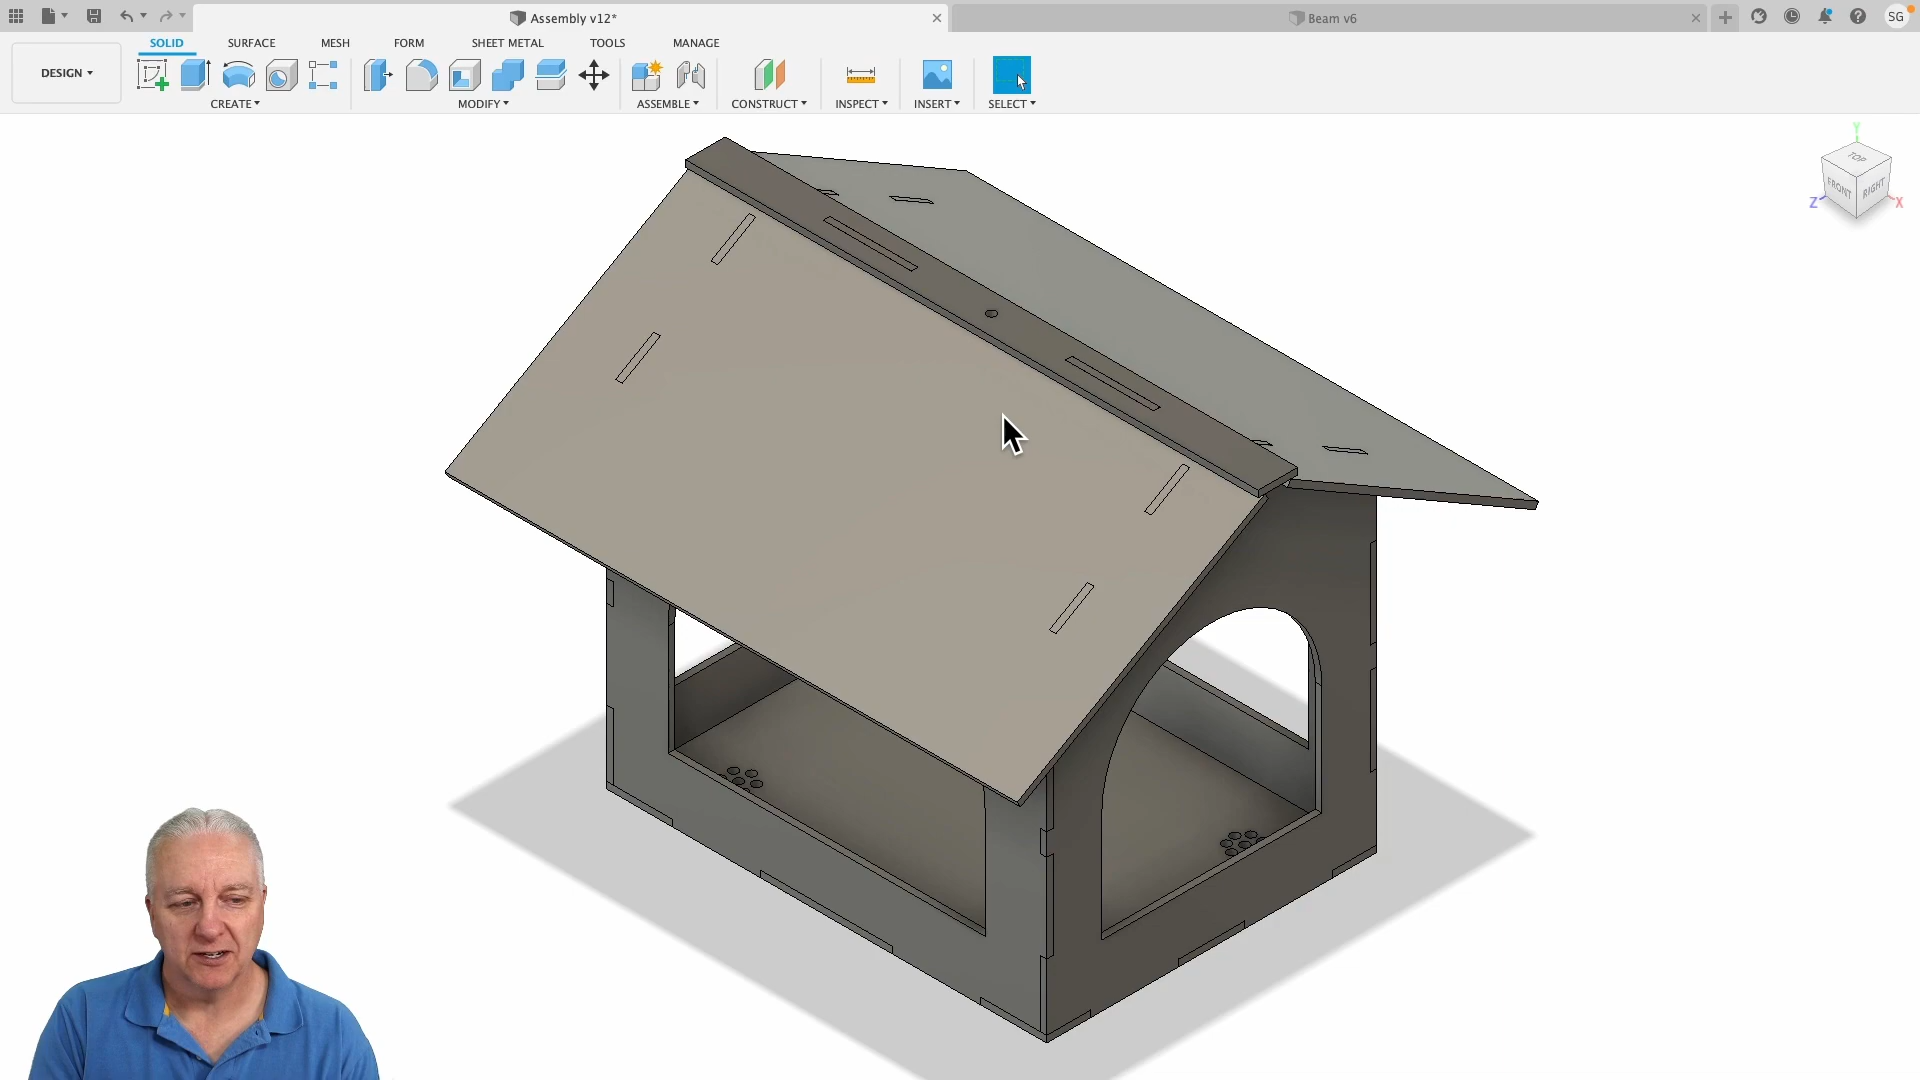 Assembly v12*
Beam v6
SG
SOLID
SURFACE
MESH
FORM
SHEET METAL
TOOLS
MANAGE
DESIGN
CREATE
MODIFY
ASSEMBLE
CONSTRUCT
INSPECT
INSERT
SELECT
Y
TOP
FRONT
RIGHT
Z
X